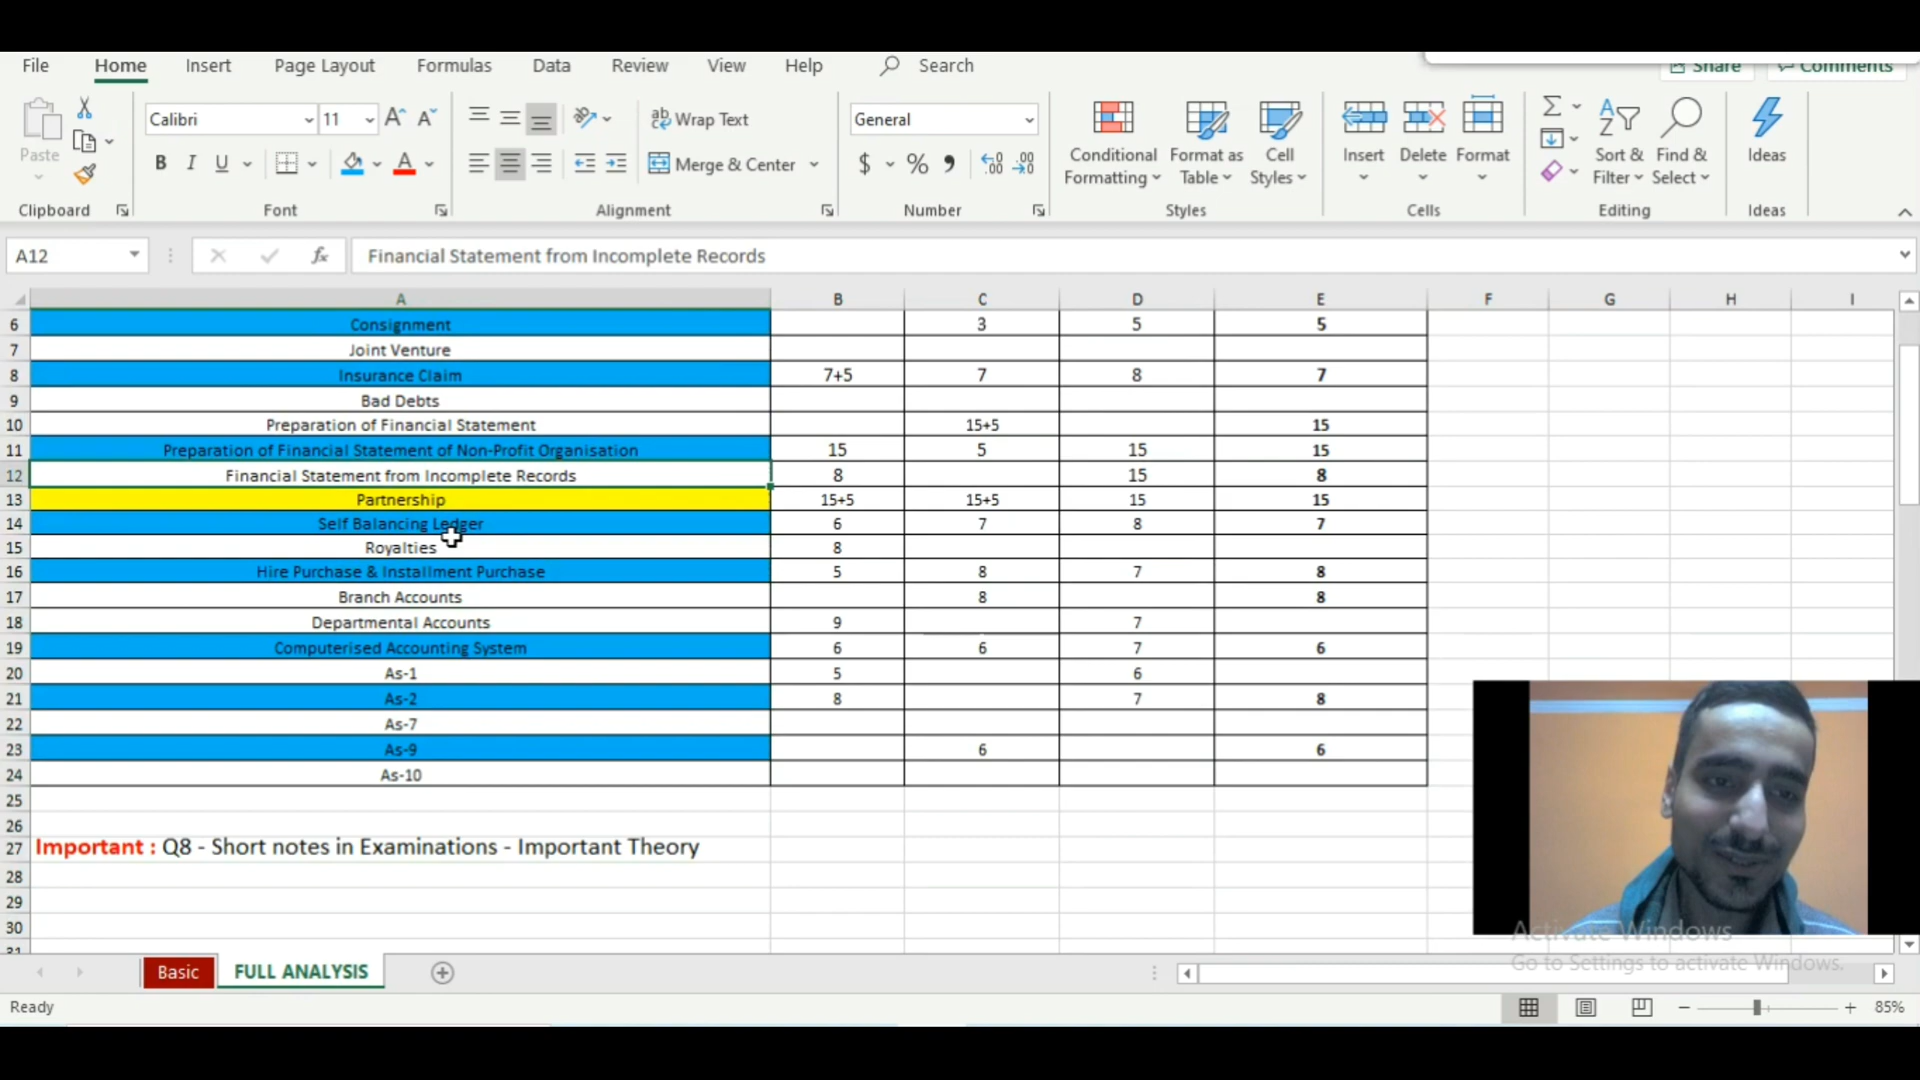 File Home Insert Page Layout Formulas Data Review View Help Search Share Comments
Calibri 11 Wrap Text General
Paste B I U Merge & Center $ % Conditional Formatting Format as Table Cell Styles Insert Delete Format Sort & Filter Find & Select Ideas
Clipboard Font Alignment Number Styles Cells Editing Ideas
A12 fx Financial Statement from Incomplete Records
A B C D E F G H I
6 Consignment 3 5 5
7 Joint Venture
8 Insurance Claim 7+5 7 8 7
9 Bad Debts
10 Preparation of Financial Statement 15+5 15
11 Preparation of Financial Statement of Non-Profit Organisation 15 5 15 15
12 Financial Statement from Incomplete Records 8 15 8
13 Partnership 15+5 15+5 15 15
14 Self Balancing Ledger 6 7 8 7
15 Royalties 8
16 Hire Purchase & Installment Purchase 5 8 7 8
17 Branch Accounts 8 8
18 Departmental Accounts 9 7
19 Computerised Accounting System 6 6 7 6
20 As-1 5 6
21 As-2 8 7 8
22 As-7
23 As-9 6 6
24 As-10
25
26
27 Important : Q8 - Short notes in Examinations - Important Theory
28
29
30
31
Activate Windows
Go to Settings to activate Windows.
Basic FULL ANALYSIS
Ready 85%